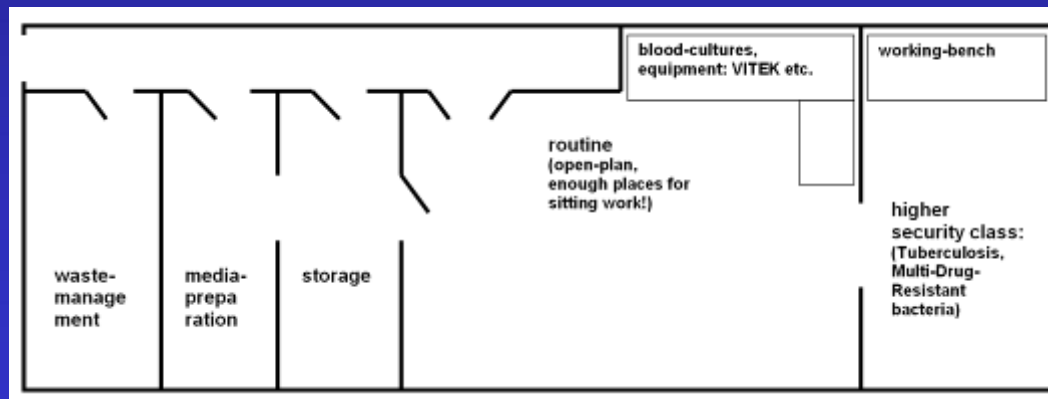 blood-cultures,
equipment: VITEK etc.
working-bench
routine
(open-plan,
enough places for
sitting work!)
higher
security class:
(Tuberculosis,
Multi-Drug-
Resistant
bacteria)
waste-
manage
ment
media-
prepa
ration
storage